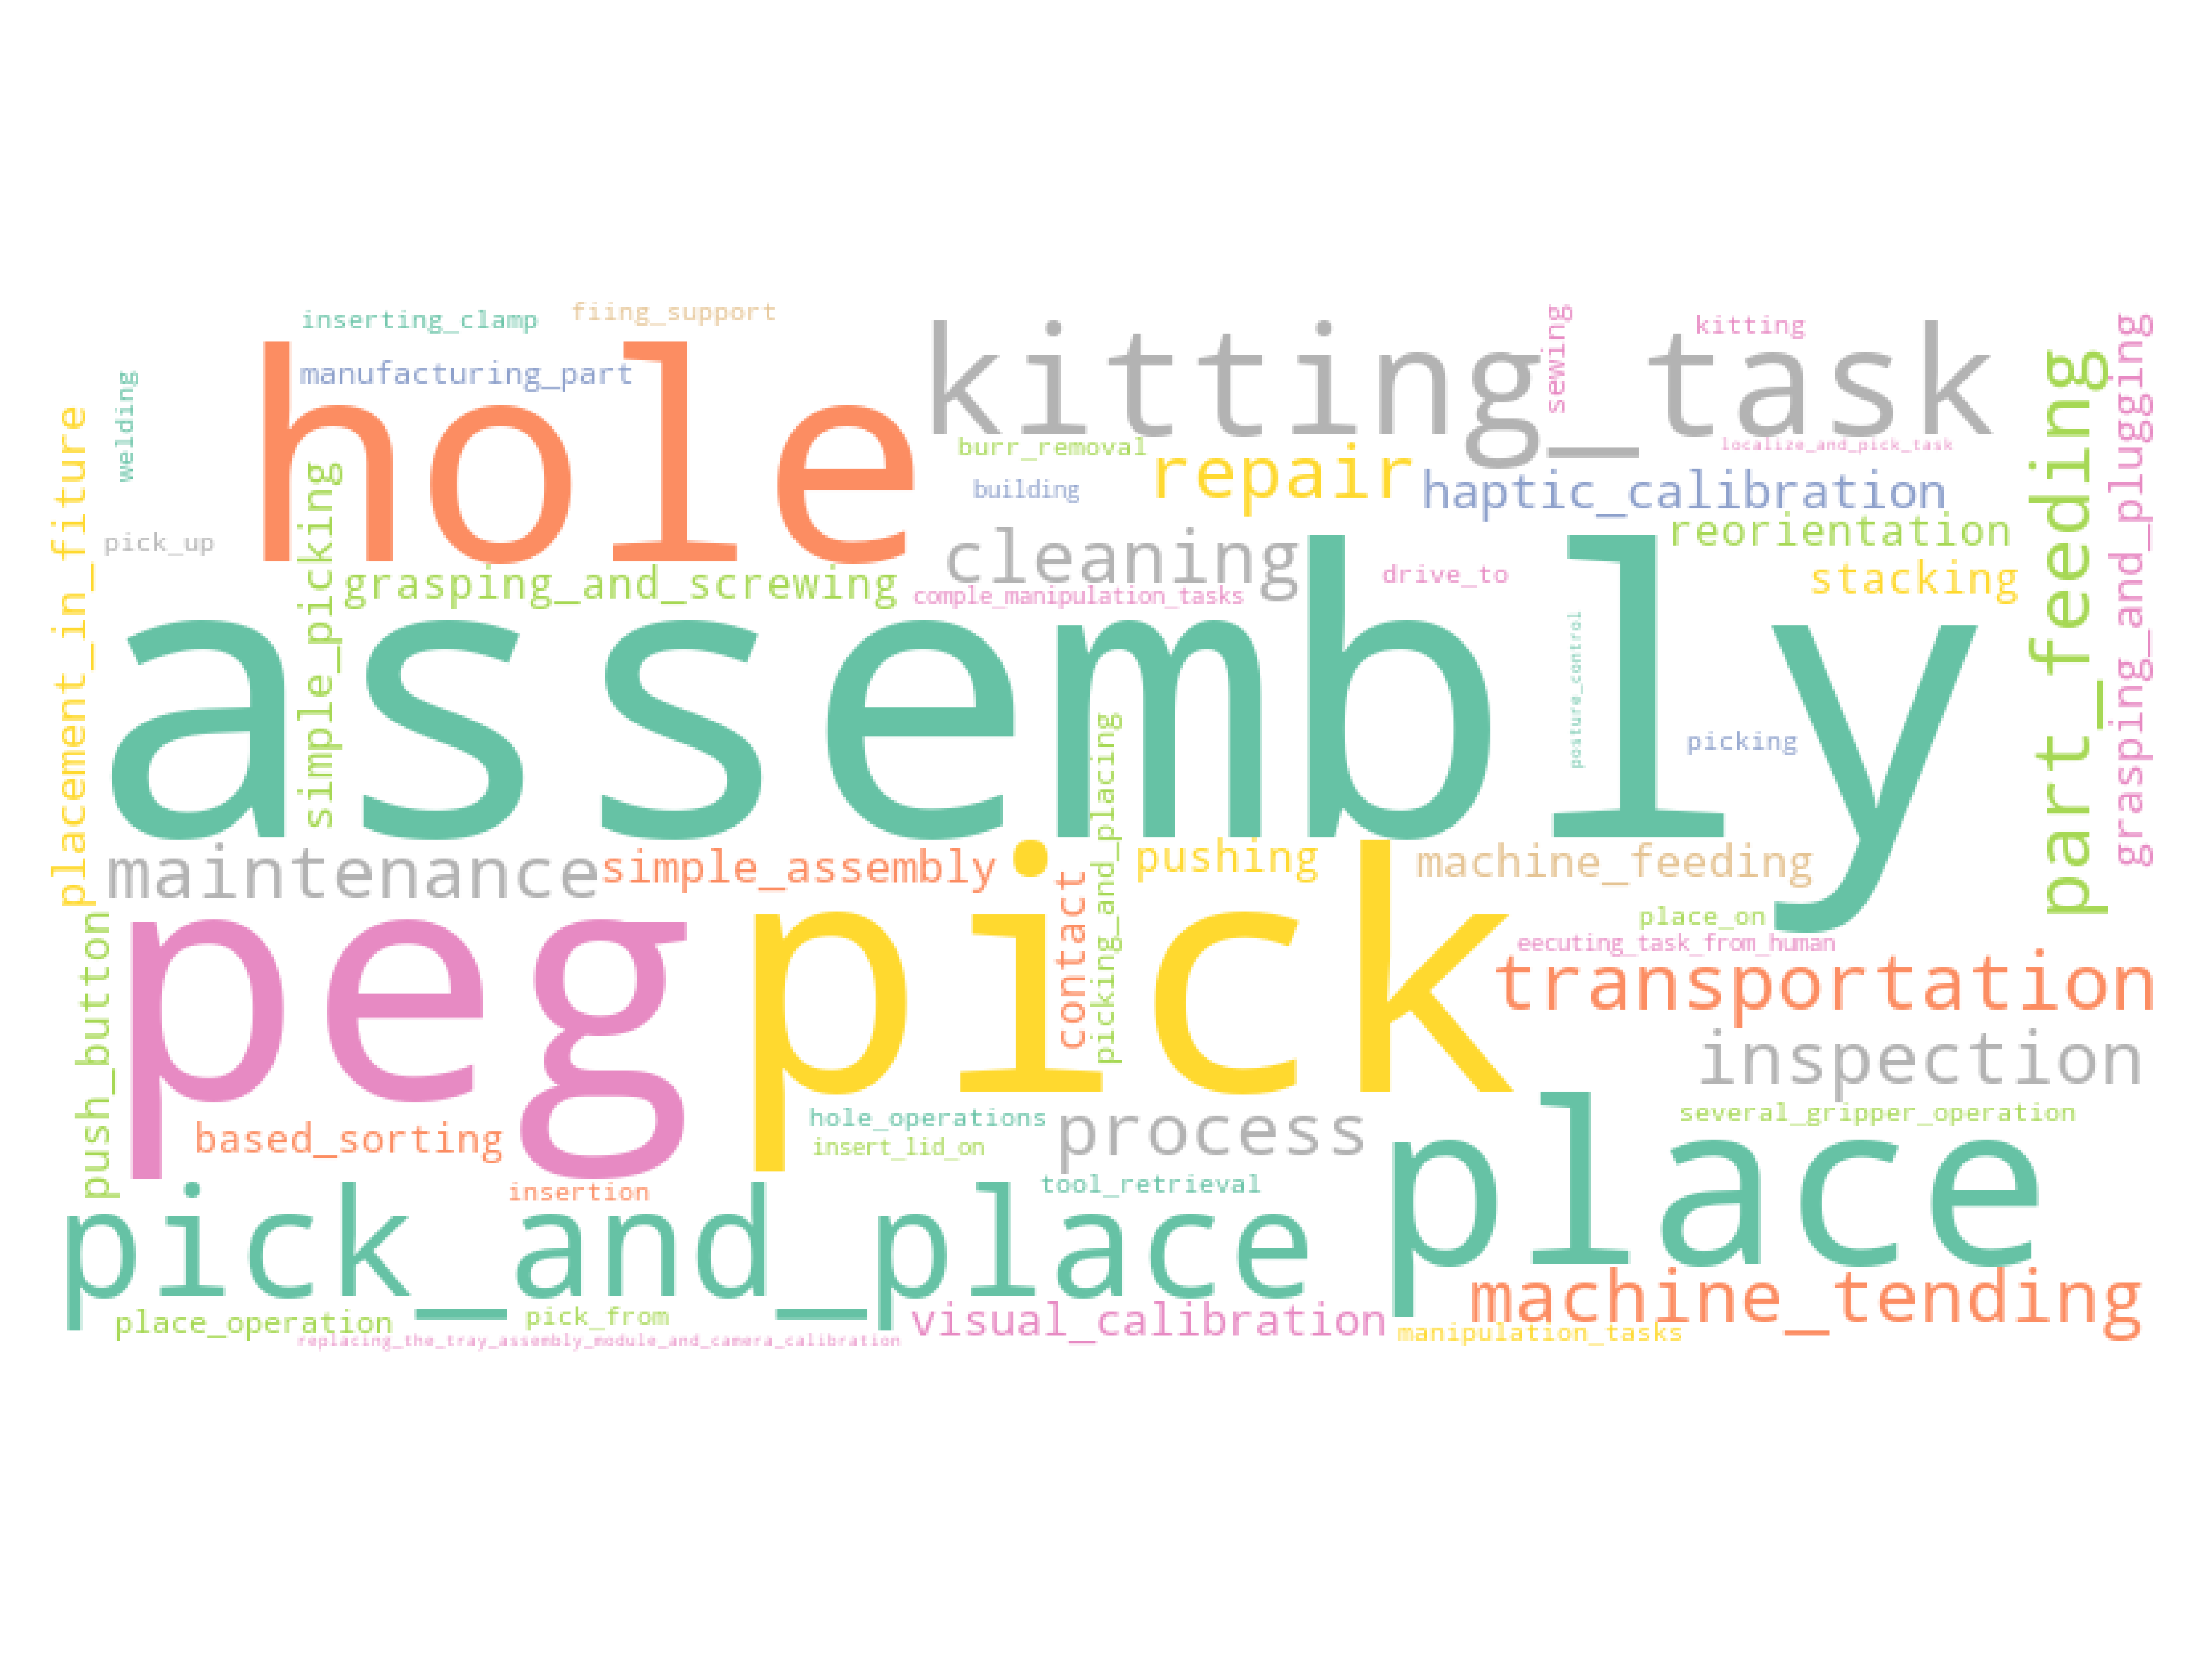 inserting_clamp
fiing_support
sewing
kitting
grasping_and_plugging
kitting_task
hole
part_feeding
manufacturing_part
welding
placement_in_fiture
burr_removal
localize_and_pick_task
repair
simple_picking
haptic_calibration
building
reorientation
cleaning
pick_up
grasping_and_screwing
drive_to
stacking
comple_manipulation_tasks
assembly
posture_control
picking_and_placing
picking
maintenance
simple_assembly
pushing
machine_feeding
pick
contact
peg
push_button
place_on
eecuting_task_from_human
transportation
inspection
place
hole_operations
several_gripper_operation
process
based_sorting
insert_lid_on
tool_retrieval
insertion
pick_and_place
machine_tending
visual_calibration
pick_from
place_operation
manipulation_tasks
replacing_the_tray_assembly_module_and_camera_calibration